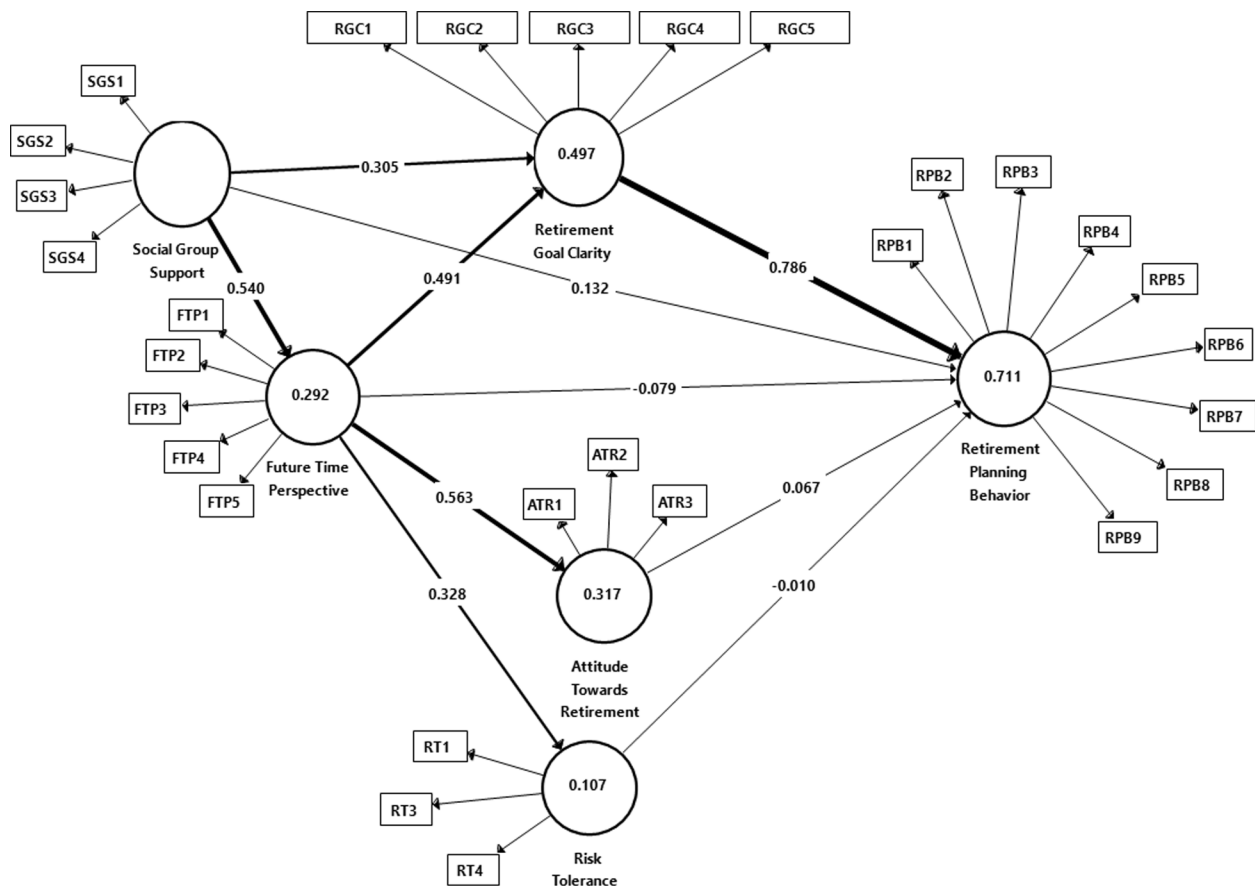 RGC1
RGC2
RGC3
RGC4
RGC5
SGS1
SGS2
SGS3
SGS4
Social Group
Support
0.497
Retirement
Goal Clarity
0.305
0.540
0.491
0.132
0.786
RPB1
RPB2
RPB3
RPB4
RPB5
RPB6
RPB7
RPB8
RPB9
0.711
Retirement
Planning
Behavior
FTP1
FTP2
FTP3
FTP4
FTP5
0.292
Future Time
Perspective
-0.079
0.563
0.328
ATR1
ATR2
ATR3
0.317
Attitude
Towards
Retirement
0.067
-0.010
RT1
RT3
RT4
0.107
Risk
Tolerance